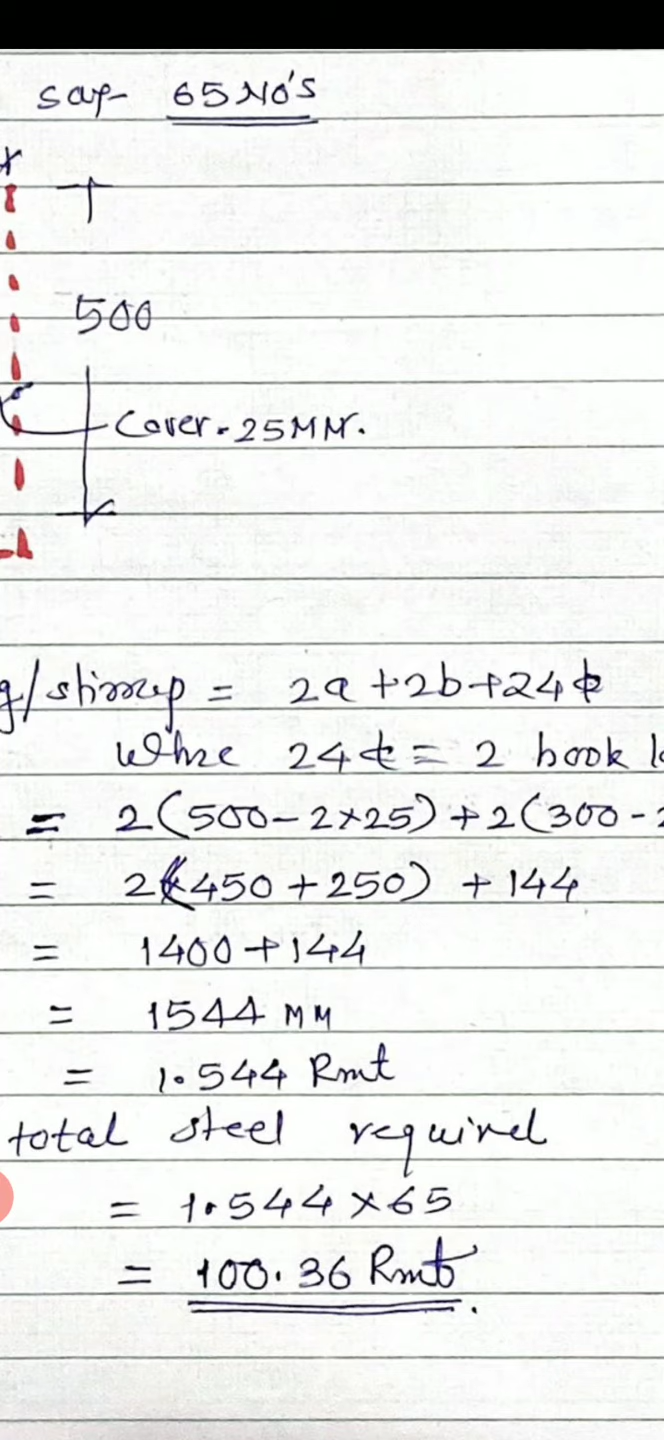 say- 65 NO'S
500
Cover. 25MM.
g/stirrup = 2a +2b+24ϕ
Where 24ϕ = 2 hook l
= 2(500-2×25)+2(300-2
= 2(450 +250) +144
= 1400+144
= 1544 MM
= 1.544 Rmt
total steel required
= 1.544 ×65
= 100.36 Rmt.